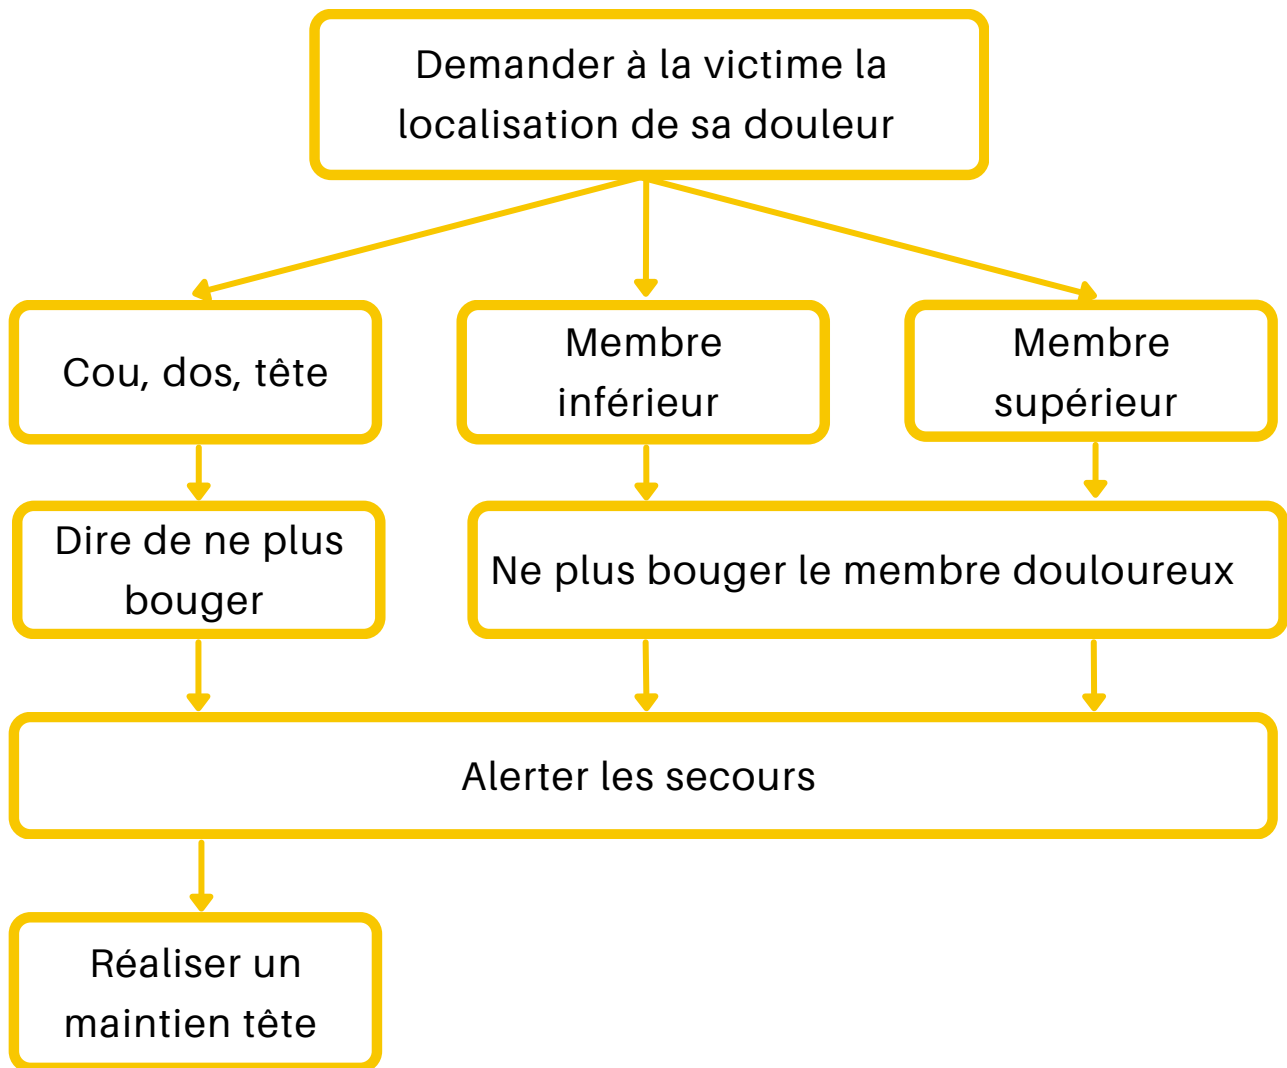 Demander à la victime la
localisation de sa douleur
Cou, dos, tête
Membre
inférieur
Membre
supérieur
Dire de ne plus
bouger
Ne plus bouger le membre douloureux
Alerter les secours
Réaliser un
maintien tête